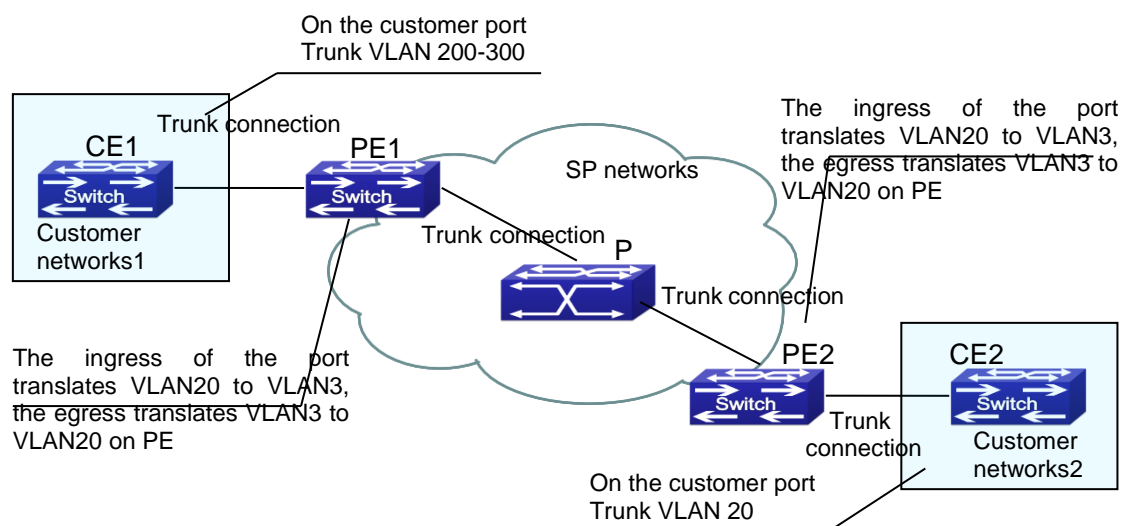 On the customer port
Trunk VLAN 200-300
Trunk connection
CE1
Switch
Customer
networks1
PE1
Switch
SP networks
The ingress of the port
translates VLAN20 to VLAN3,
the egress translates VLAN3 to
VLAN20 on PE
Trunk connection
P
Trunk connection
The ingress of the port
translates VLAN20 to VLAN3,
the egress translates VLAN3 to
VLAN20 on PE
PE2
Switch
CE2
Switch
Trunk
connection
Customer
networks2
On the customer port
Trunk VLAN 20